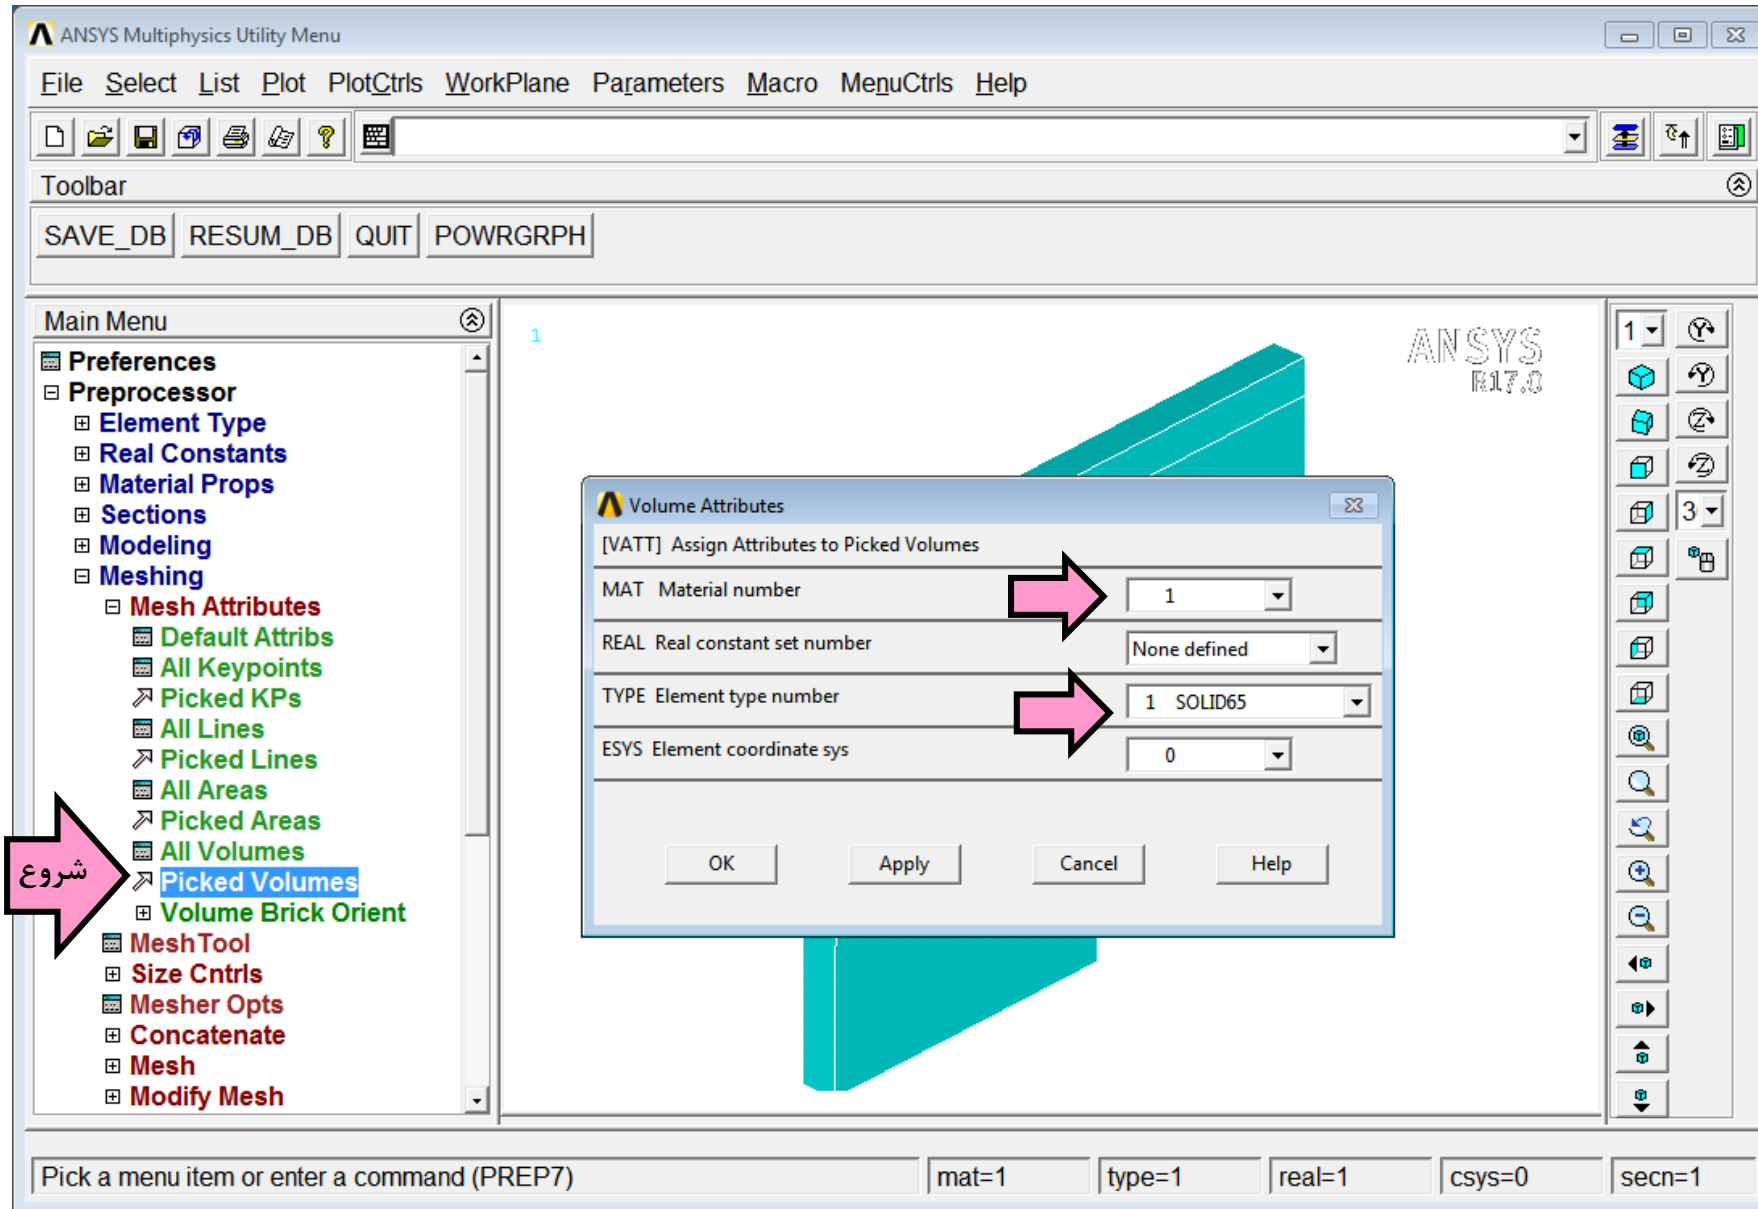 ANSYS Multiphysics Utility Menu
File Select List Plot PlotCtrls WorkPlane Parameters Macro MenuCtrls Help
Toolbar
SAVE_DB RESUM_DB QUIT POWRGRPH
Main Menu
Preferences
Preprocessor
Element Type
Real Constants
Material Props
Sections
Modeling
Meshing
Mesh Attributes
Default Attribs
All Keypoints
Picked KPs
All Lines
Picked Lines
All Areas
Picked Areas
All Volumes
شروع
Picked Volumes
Volume Brick Orient
MeshTool
Size Cntrls
Mesher Opts
Concatenate
Mesh
Modify Mesh
1
ANSYS
R17.0
Volume Attributes
[VATT] Assign Attributes to Picked Volumes
MAT Material number 1
REAL Real constant set number None defined
TYPE Element type number 1 SOLID65
ESYS Element coordinate sys 0
OK Apply Cancel Help
1
3
Pick a menu item or enter a command (PREP7) mat=1 type=1 real=1 csys=0 secn=1